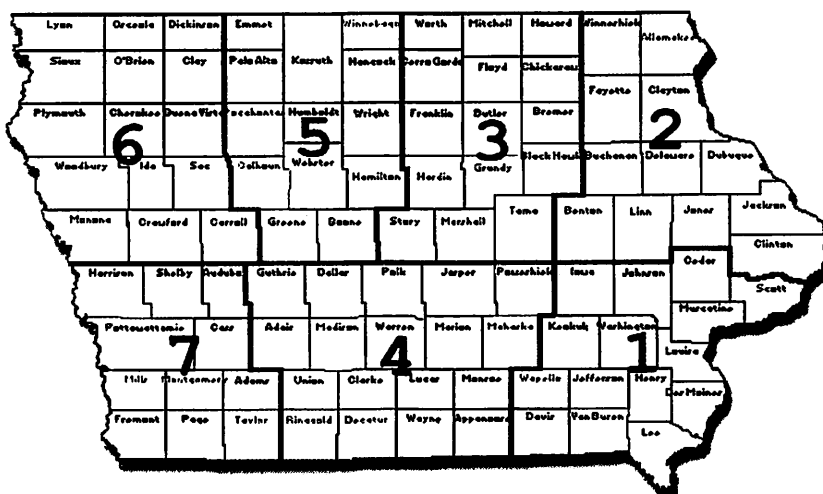 Lyon Osceola Dickinson Emmet Winnebago Worth Mitchell Howard Winneshiek Allamakee
Sioux O'Brien Clay Palo Alto Kossuth Hancock Cerro Gordo Floyd Chickasaw
Fayette Clayton
Plymouth Cherokee Buena Vista Pocahontas Humboldt Wright Franklin Butler Bremer
6 5 3 2
Woodbury Ida Sac Calhoun Webster Hamilton Hardin Grundy Black Hawk Buchanan Delaware Dubuque
Monona Crawford Carroll Greene Boone Story Marshall Tama Benton Linn Jones Jackson
Clinton
Harrison Shelby Audubon Guthrie Dallas Polk Jasper Poweshiek Iowa Johnson Cedar
Scott
Muscatine
Pottawattamie Cass Adair Madison Warren Marion Mahaska Keokuk Washington
7 4 1
Louisa
Mills Montgomery Adams Union Clarke Lucas Monroe Wapello Jefferson Henry Des Moines
Fremont Page Taylor Ringgold Decatur Wayne Appanoose Davis Van Buren
Lee